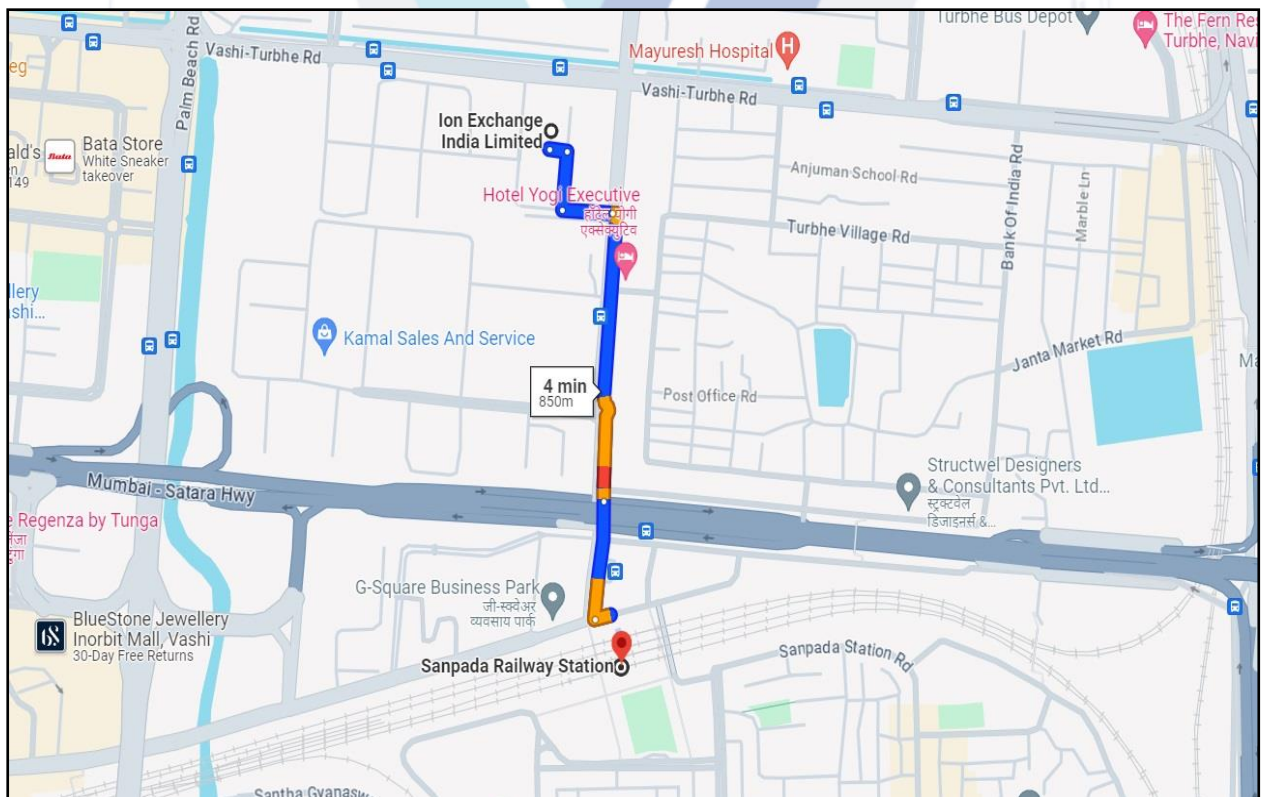 Turbhe Bus Depot
The Fern Res
Turbhe, Navi
Palm Beach Rd
Vashi-Turbhe Rd
Mayuresh Hospital
H
eg
Vashi-Turbhe Rd
Ion Exchange
India Limited
ald's
149
Bata
Bata Store
White Sneaker
takeover
Anjuman School Rd
Bank Of India Rd
Marble Ln
Hotel Yogi Executive
हॉटेल योगी
एक्सेक्युटिव
Turbhe Village Rd
llery
shi...
Kamal Sales And Service
Janta Market Rd
4 min
850m
Post Office Rd
Structwel Designers
& Consultants Pvt. Ltd...
स्ट्रक्टवेल
डिजाइनर्स &...
Mumbai - Satara Hwy
e Regenza by Tunga
G-Square Business Park
जी-स्क्वेअर
व्यवसाय पार्क
BlueStone Jewellery
Inorbit Mall, Vashi
30-Day Free Returns
Sanpada Railway Station
Sanpada Station Rd
Santha Gyanasw